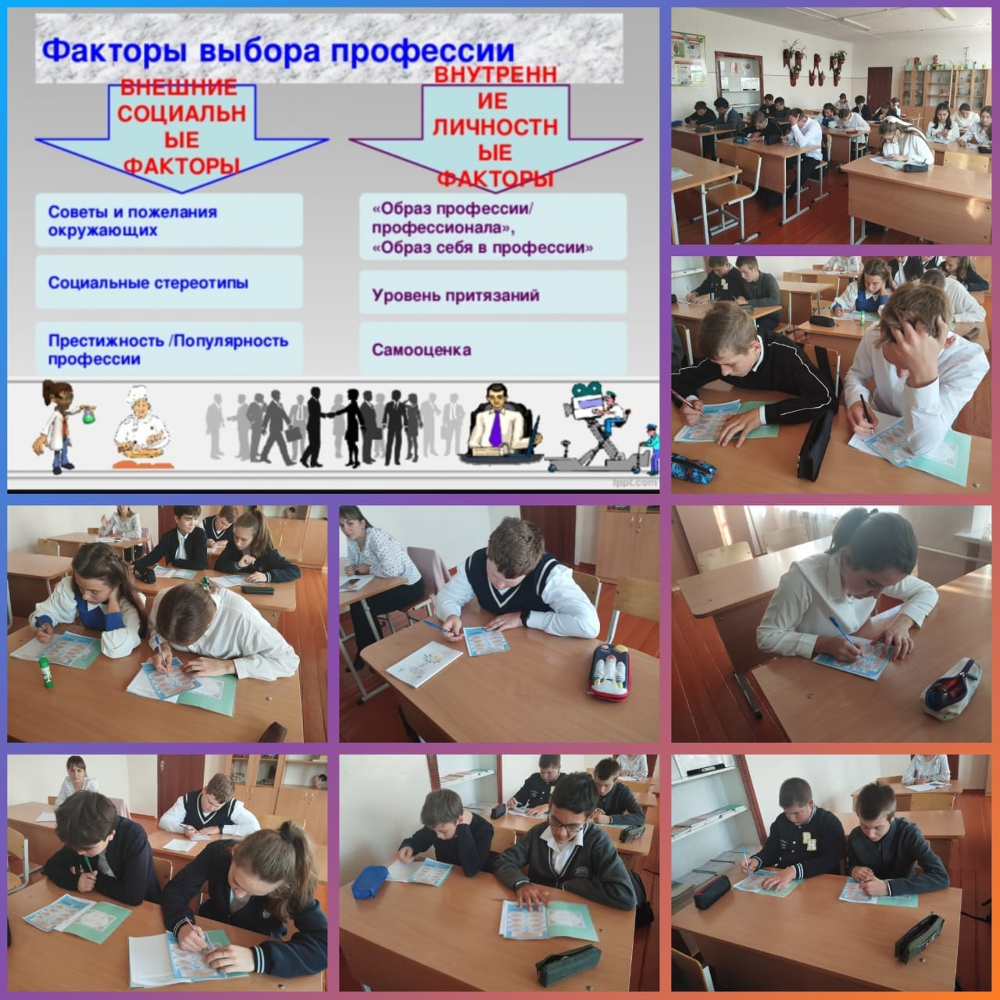 Факторы выбора профессии
ВНЕШНИЕ
СОЦИАЛЬН
ЫЕ
ФАКТОРЫ
ВНУТРЕНН
ИЕ
ЛИЧНОСТН
ЫЕ
ФАКТОРЫ
Советы и пожелания
окружающих
Социальные стереотипы
Престижность /Популярность
профессии
«Образ профессии/
профессионала»,
«Образ себя в профессии»
Уровень притязаний
Самооценка
fppt.com